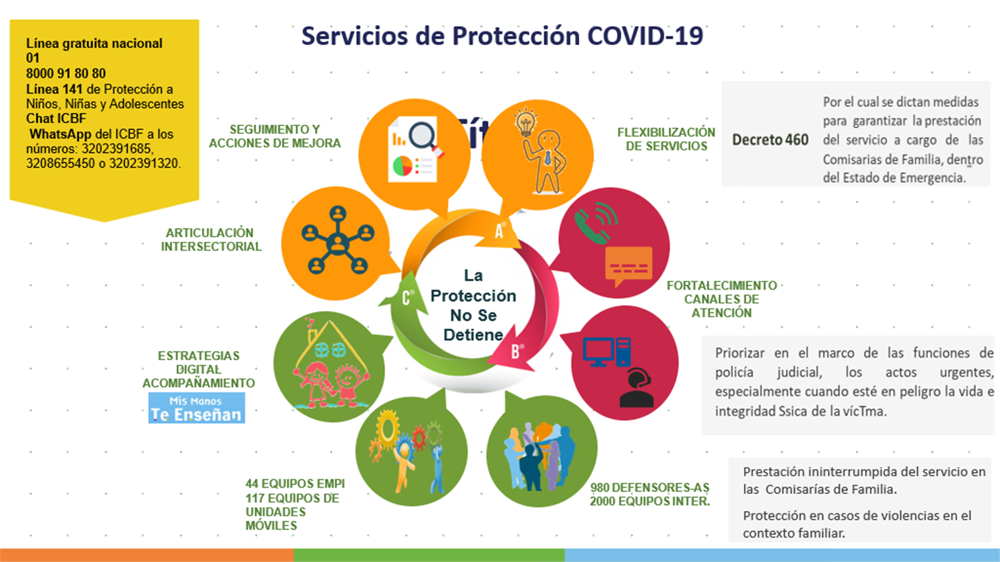 Servicios de Protección COVID-19
Línea gratuita nacional
01
8000 91 80 80
Línea 141 de Protección a
Niños, Niñas y Adolescentes
Chat ICBF
WhatsApp del ICBF a los
números: 3202391685,
3208655450 o 3202391320.
SEGUIMIENTO Y
ACCIONES DE MEJORA
FLEXIBILIZACIÓN
DE SERVICIOS
Decreto 460
Por el cual se dictan medidas
para garantizar la prestación
del servicio a cargo de las
Comisarias de Familia, dentro
del Estado de Emergencia.
ARTICULACIÓN
INTERSECTORIAL
A®
B®
C®
La
Protección
No Se
Detiene
FORTALECIMIENTO
CANALES DE
ATENCIÓN
ESTRATEGIAS
DIGITAL
ACOMPAÑAMIENTO
Mis Manos
Te Enseñan
Priorizar en el marco de las funciones de
policía judicial, los actos urgentes,
especialmente cuando esté en peligro la vida e
integridad Ssica de la vícTma.
44 EQUIPOS EMPI
117 EQUIPOS DE
UNIDADES
MÓVILES
980 DEFENSORES-AS
2000 EQUIPOS INTER.
Prestación ininterrumpida del servicio en
las Comisarías de Familia.
Protección en casos de violencias en el
contexto familiar.